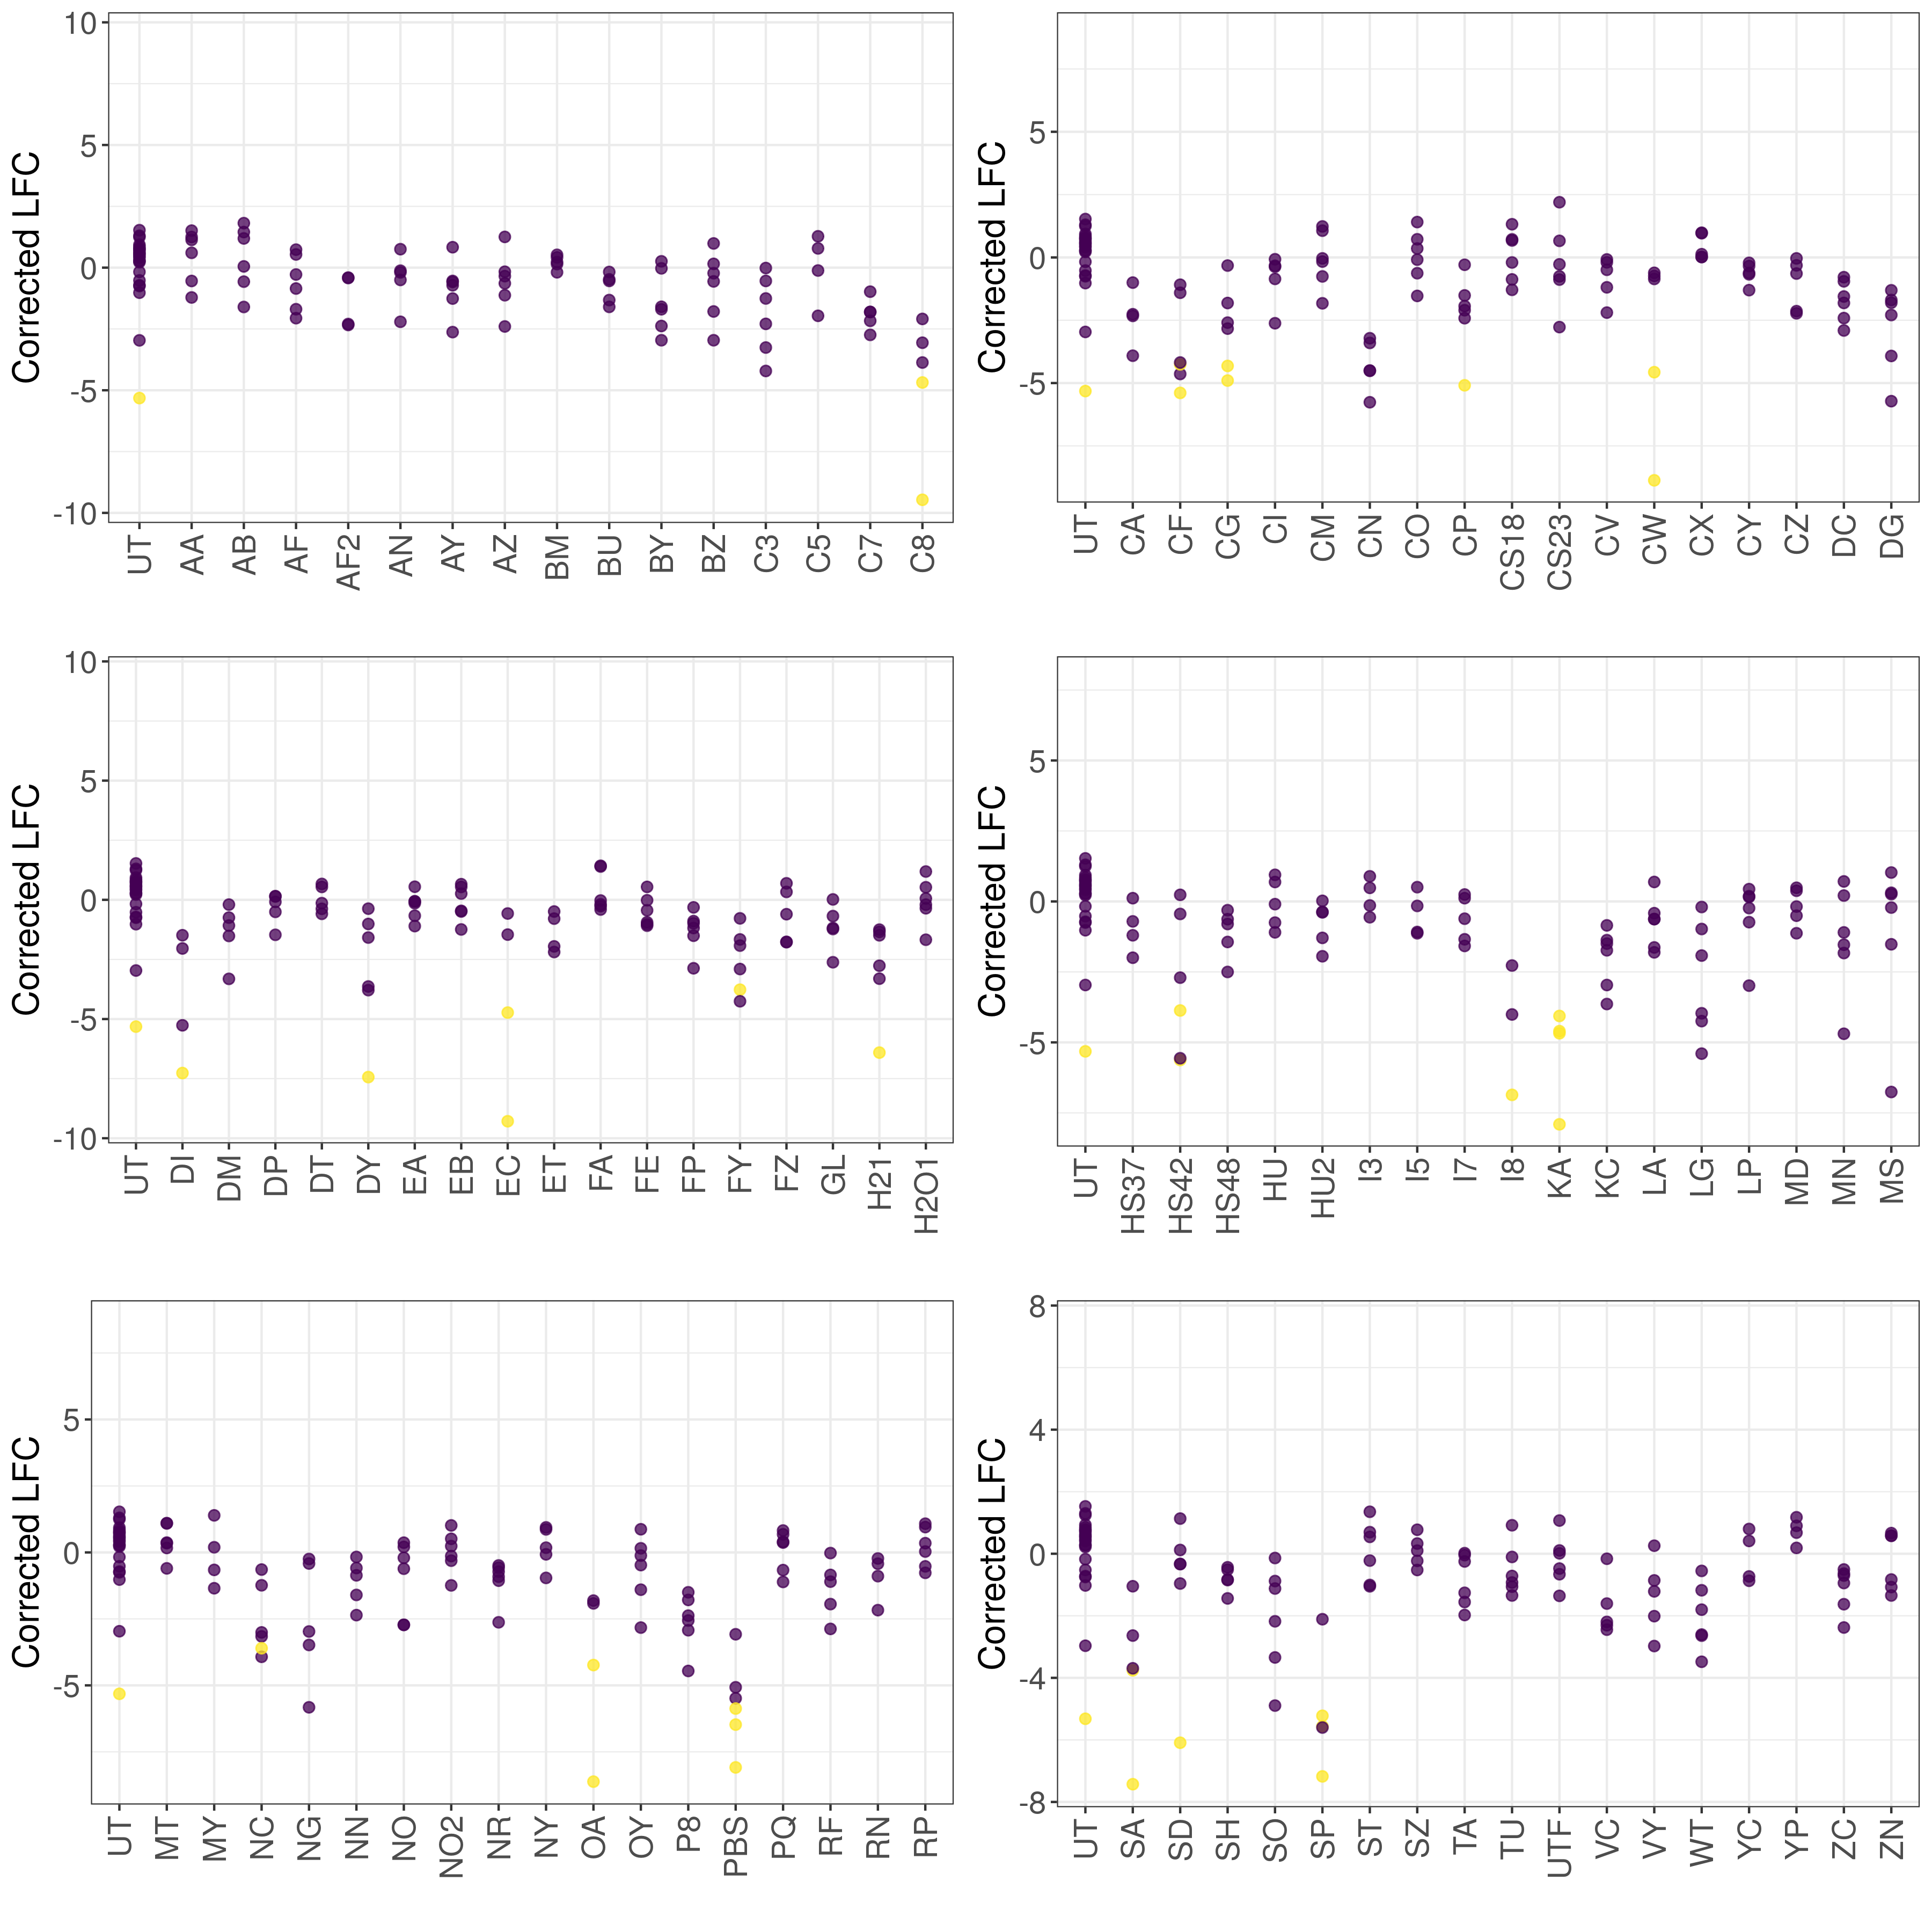 Corrected LFC
10
5
0
-5
-10
UT AA AB AF AF2 AN AY AZ BM BU BY BZ C3 C5 C7 C8
Corrected LFC
5
0
-5
UT CA CF CG CI CM CN CO CP CS18 CS23 CV CW CX CY CZ DC DG
Corrected LFC
10
5
0
-5
-10
UT DI DM DP DT DY EA EB EC ET FA FE FP FY FZ GL H21 H2O1
Corrected LFC
5
0
-5
UT HS37 HS42 HS48 HU HU2 I3 I5 I7 I8 KA KC LA LG LP MD MN MS
Corrected LFC
5
0
-5
UT MT MY NC NG NN NO NO2 NR NY OA OY P8 PBS PQ RF RN RP
Corrected LFC
8
4
0
-4
-8
UT SA SD SH SO SP ST SZ TA TU UTF VC VY WT YC YP ZC ZN